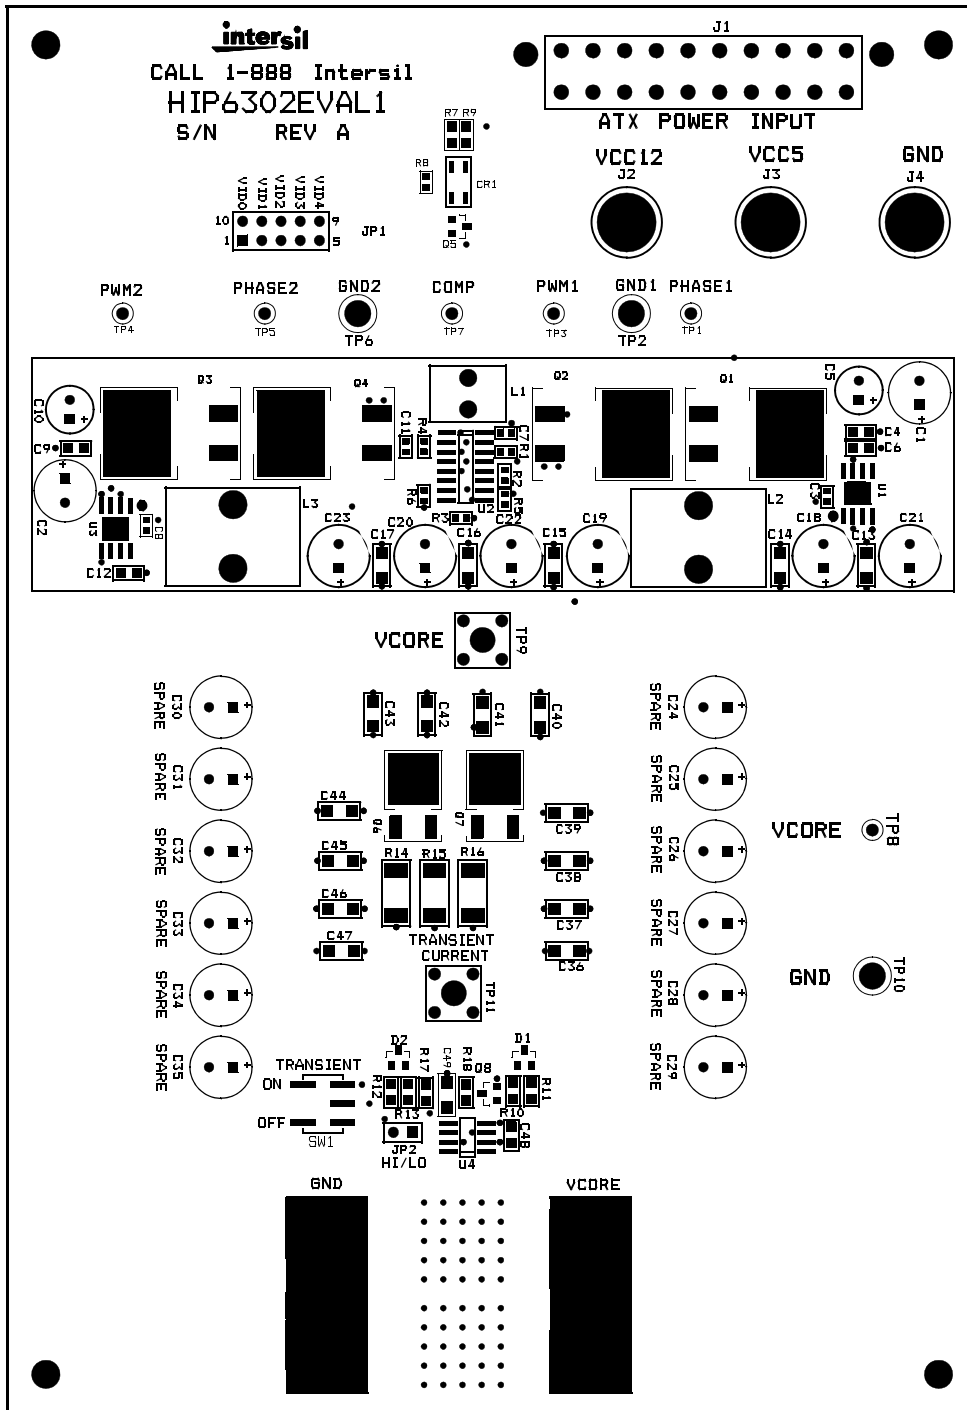 intersil
CALL 1-888 Intersil
HIP6302EVAL1
S/N REV A
J1
ATX POWER INPUT
VCC12 VCC5 GND
J2 J3 J4
R7 R9
R8
CR1
Q5
VID0
VID1
VID2
VID3
VID4
10 9
1 5
JP1
PWM2 PHASE2 GND2 COMP PWM1 GND1 PHASE1
TP4 TP5 TP6 TP7 TP3 TP2 TP1
Q3 Q4 L1 Q2 Q1 C5
C10 C11 R4 C7 R1 C4 C1
C9 C6
R2
C2 L3 R6 U2 R5 L2 C3 U1
U3 C8 C23 C20 R3 C22 C19 C18 C21
C17 C16 C15 C14 C13
C12
VCORE
TP9
C30 SPARE
C31 SPARE
C32 SPARE
C33 SPARE
C34 SPARE
C35 SPARE
C43 C42 C41 C40
C44 Q6 Q7 C39
C45 R14 R15 R16 C38
C46 C37
C47 C36
TRANSIENT
CURRENT
TP11
C24 SPARE
C25 SPARE
C26 SPARE
C27 SPARE
C28 SPARE
C29 SPARE
VCORE TP8
GND TP10
D2 D1
TRANSIENT R17 C49 R18 Q8
ON R12 R11
R13 R10
OFF C48
SW1 JP2 U4
HI/LO
GND VCORE